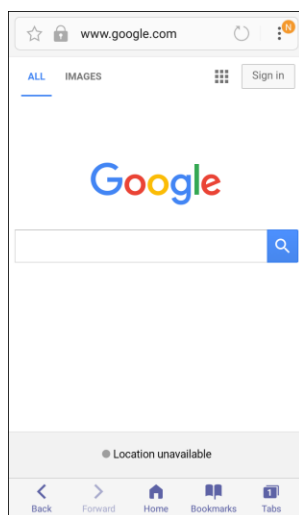 www.google.com
N
ALL IMAGES
Sign in
Google
Location unavailable
1
Back Forward Home Bookmarks Tabs